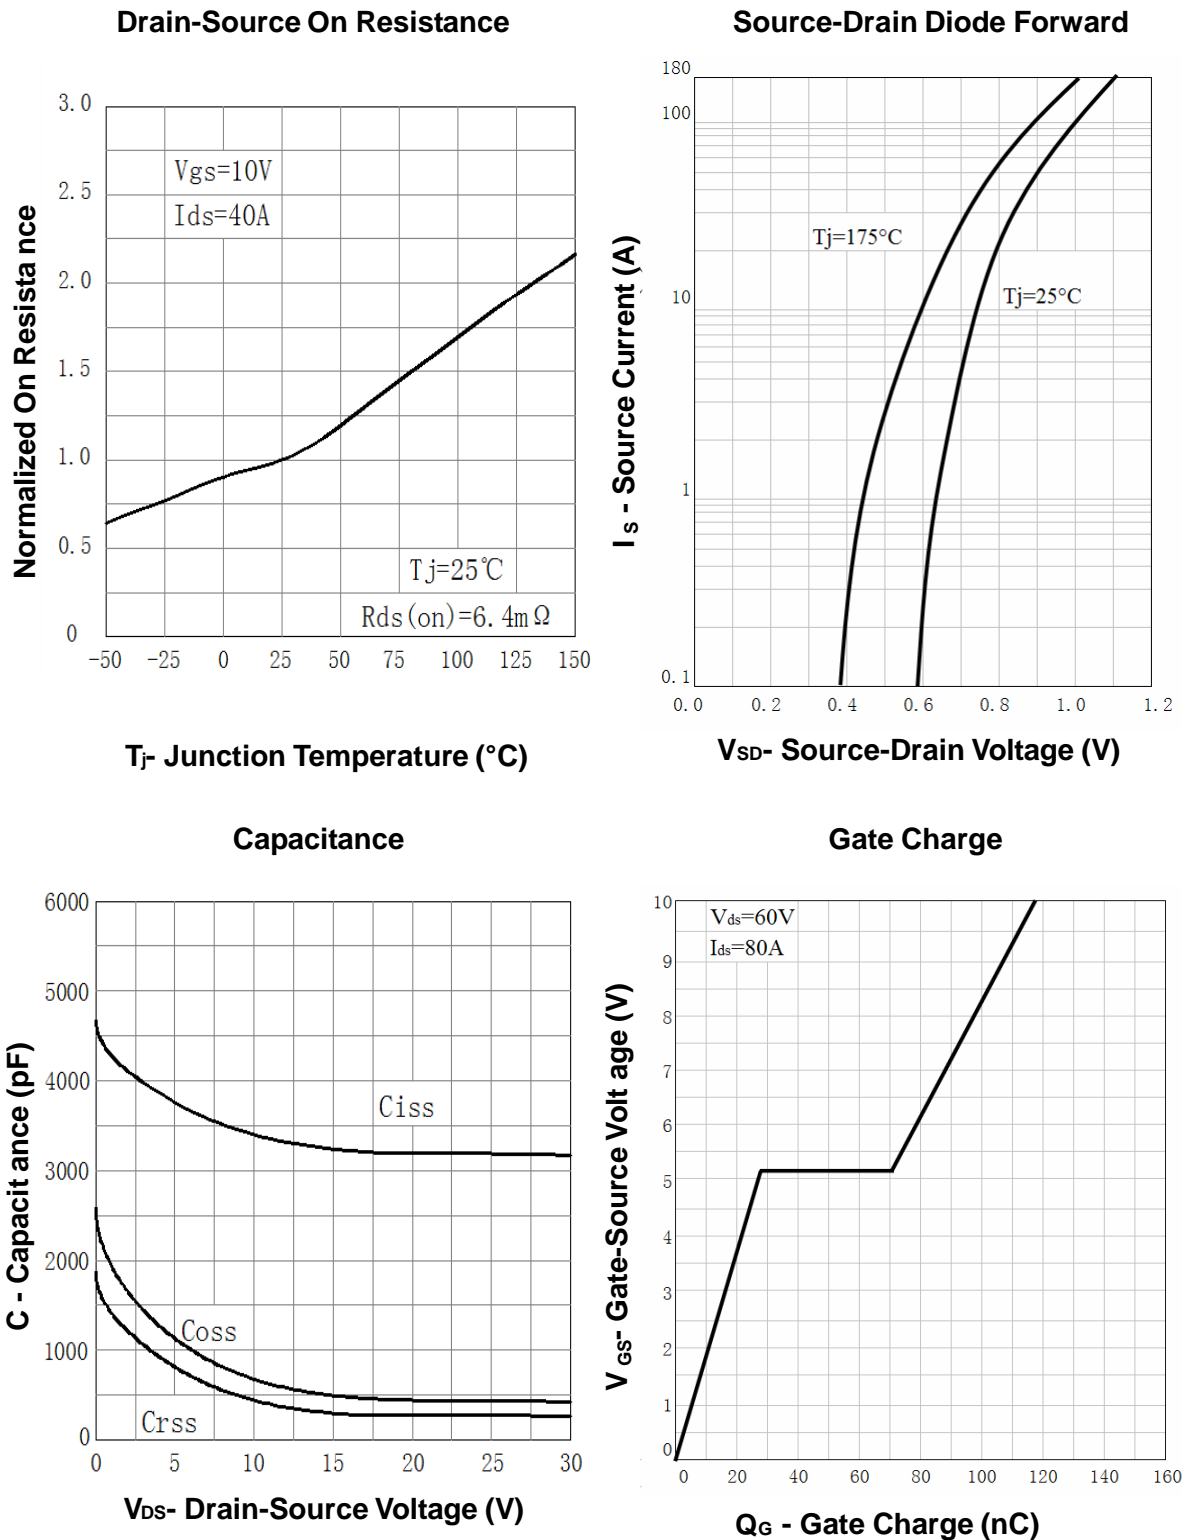 Drain-Source On Resistance
Normalized On Resista nce
3.0
2.5
2.0
1.5
1.0
0.5
0
Vgs=10V
Ids=40A
Tj=25℃
Rds(on)=6.4mΩ
-50 -25 0 25 50 75 100 125 150
Tj- Junction Temperature (°C)
Source-Drain Diode Forward
IS - Source Current (A)
180
100
10
1
0.1
Tj=175°C
Tj=25°C
0.0 0.2 0.4 0.6 0.8 1.0 1.2
VSD- Source-Drain Voltage (V)
Capacitance
C - Capacit ance (pF)
6000
5000
4000
3000
2000
1000
0
Ciss
Coss
Crss
0 5 10 15 20 25 30
VDS- Drain-Source Voltage (V)
Gate Charge
VGS- Gate-Source Volt age (V)
10
9
8
7
6
5
4
3
2
1
0
Vds=60V
Ids=80A
0 20 40 60 80 100 120 140 160
QG - Gate Charge (nC)